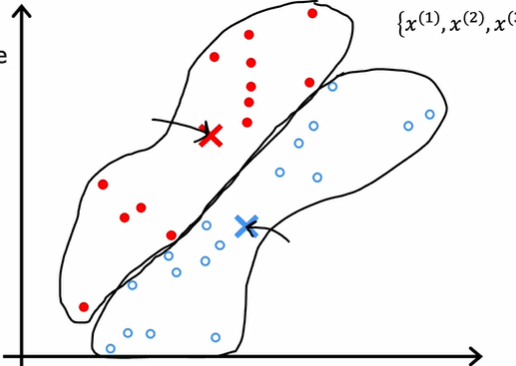 {x⁽¹⁾, x⁽²⁾, x
e